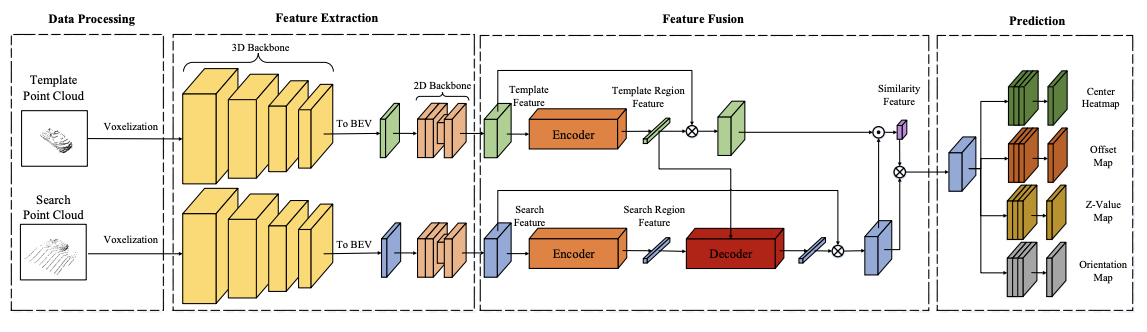 Data Processing
Feature Extraction
Feature Fusion
Prediction
3D Backbone
2D Backbone
Template
Point Cloud
Voxelization
To BEV
Template
Feature
Encoder
Template Region
Feature
Similarity
Feature
Center
Heatmap
Offset
Map
Search
Point Cloud
Voxelization
To BEV
Search
Feature
Encoder
Search Region
Feature
Decoder
Z-Value
Map
Orientation
Map